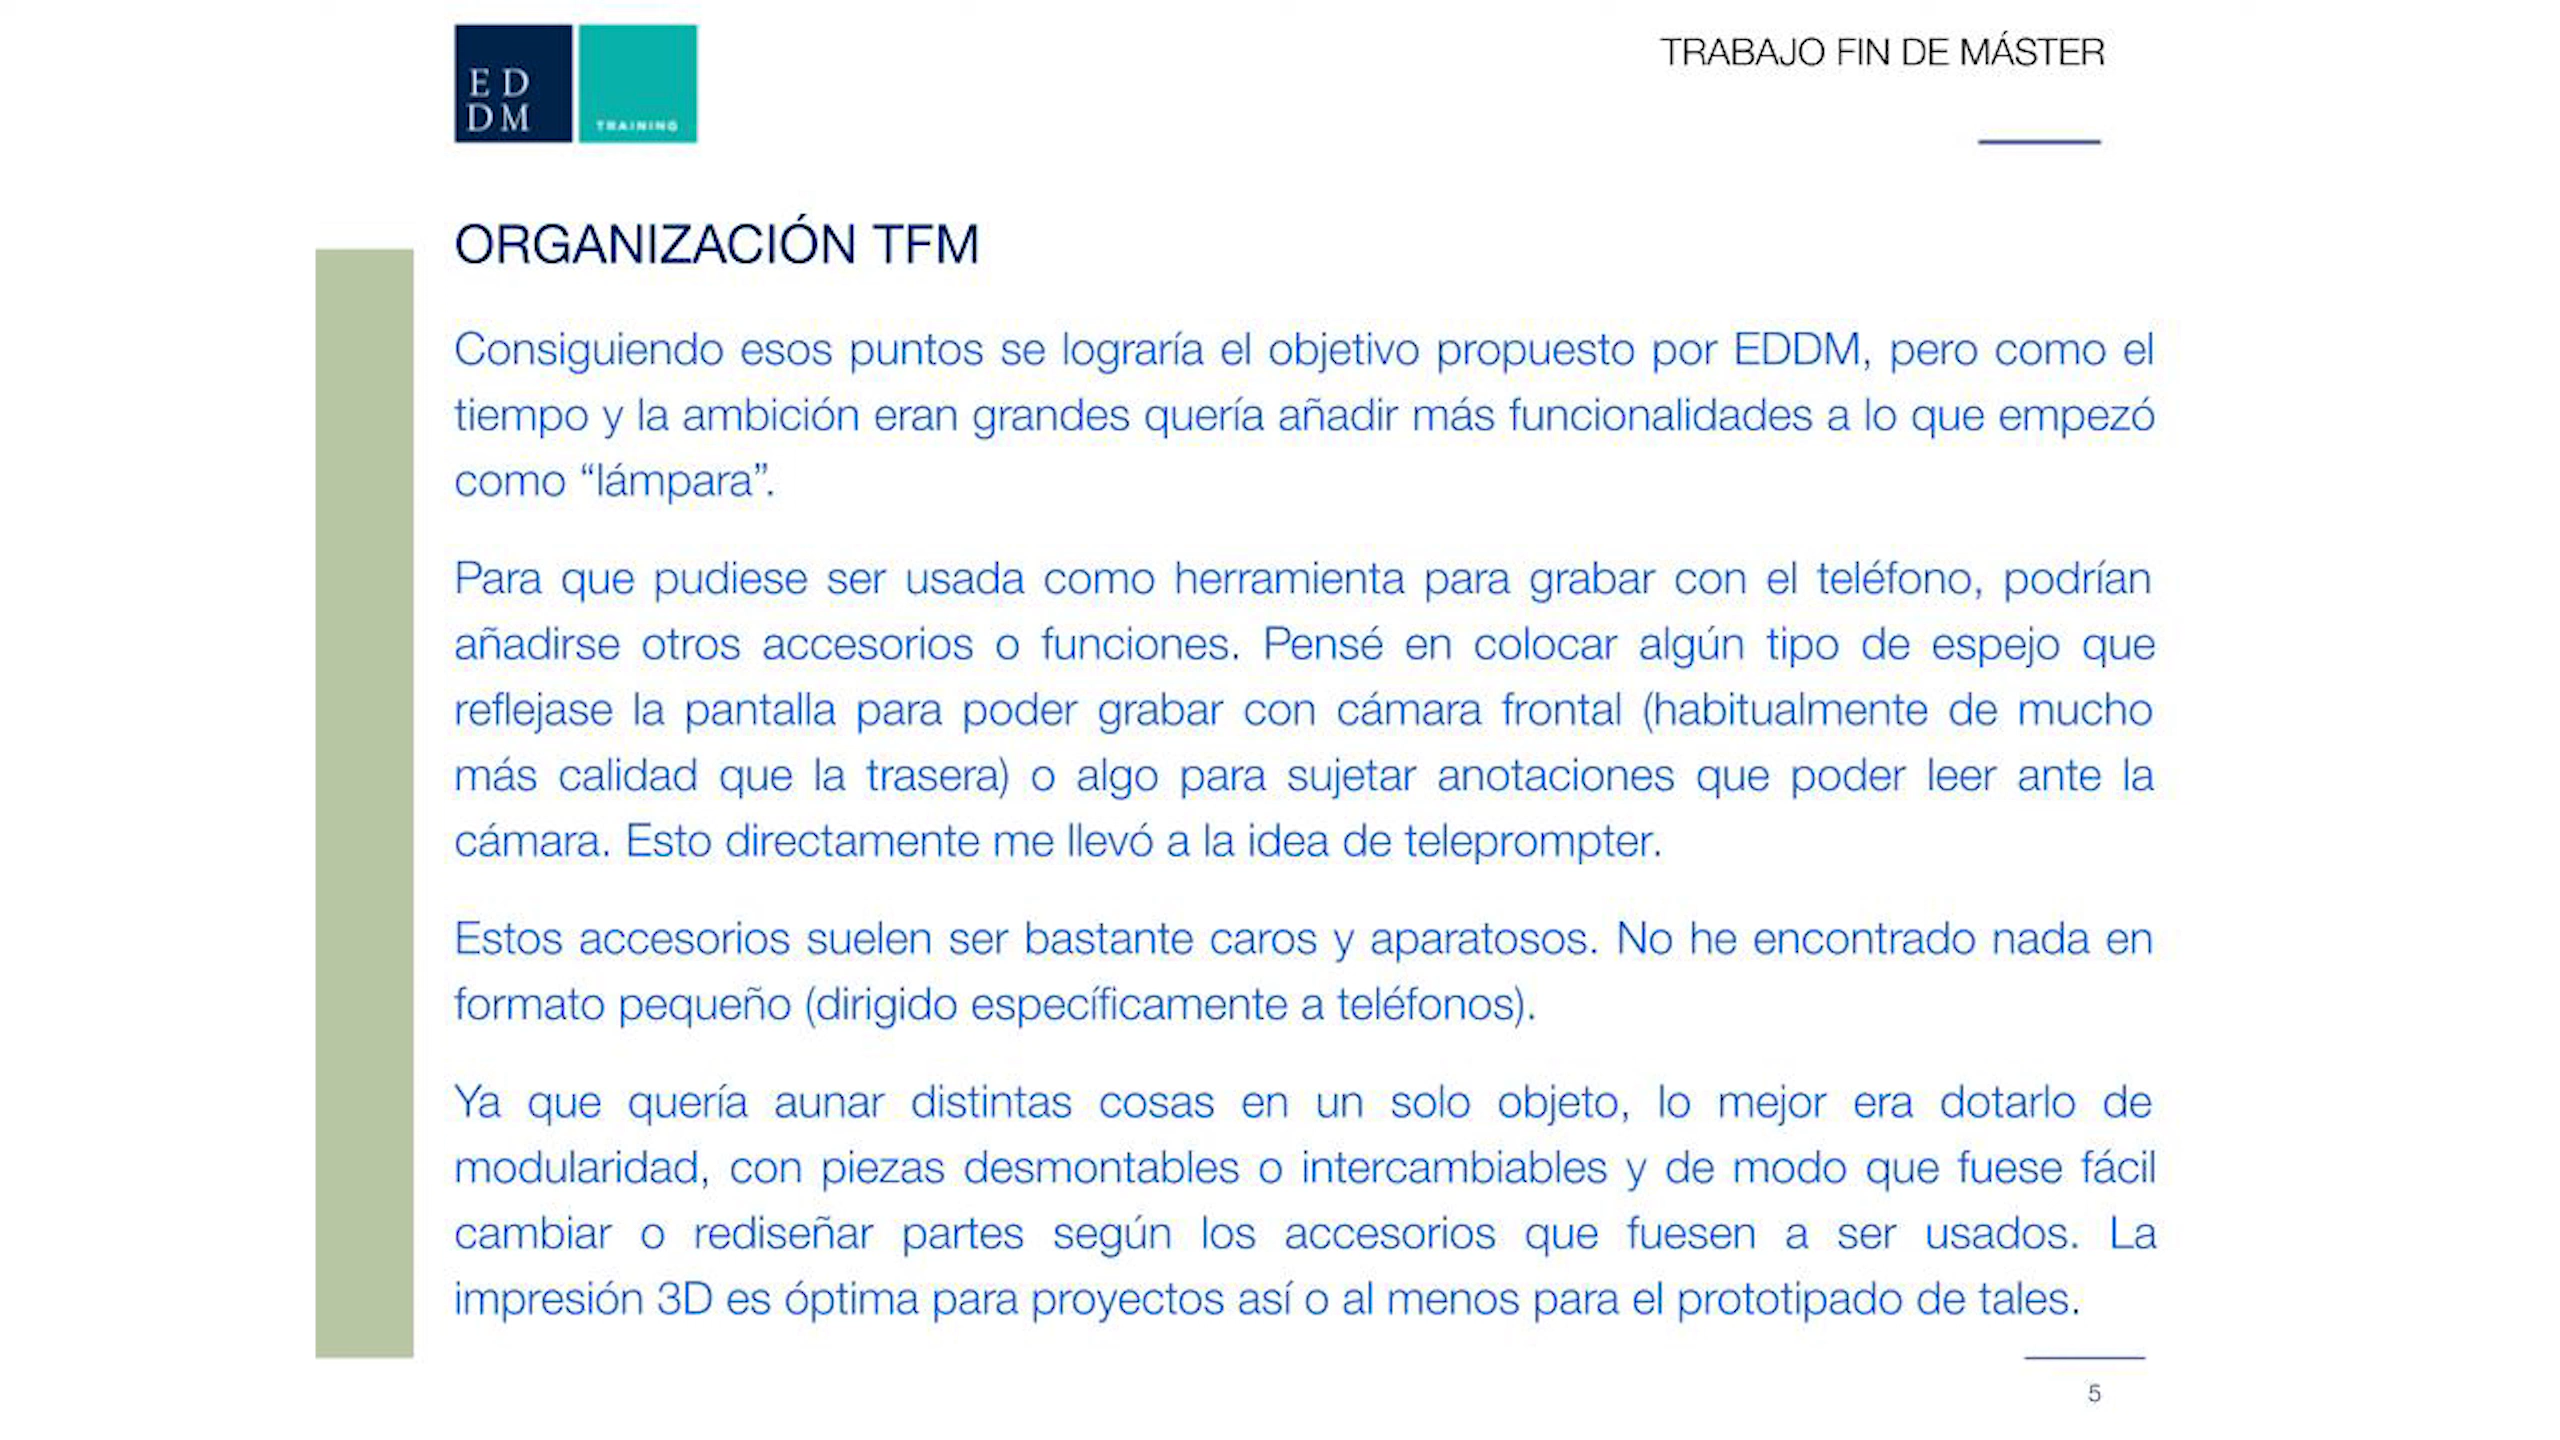 E D
DM
TRAINING
TRABAJO FIN DE MÁSTER
ORGANIZACIÓN TFM
Consiguiendo esos puntos se lograría el objetivo propuesto por EDDM, pero como el
tiempo y la ambición eran grandes quería añadir más funcionalidades a lo que empezó
como “lámpara”.
Para que pudiese ser usada como herramienta para grabar con el teléfono, podrían
añadirse otros accesorios o funciones. Pensé en colocar algún tipo de espejo que
reflejase la pantalla para poder grabar con cámara frontal (habitualmente de mucho
más calidad que la trasera) o algo para sujetar anotaciones que poder leer ante la
cámara. Esto directamente me llevó a la idea de teleprompter.
Estos accesorios suelen ser bastante caros y aparatosos. No he encontrado nada en
formato pequeño (dirigido específicamente a teléfonos).
Ya que quería aunar distintas cosas en un solo objeto, lo mejor era dotarlo de
modularidad, con piezas desmontables o intercambiables y de modo que fuese fácil
cambiar o rediseñar partes según los accesorios que fuesen a ser usados. La
impresión 3D es óptima para proyectos así o al menos para el prototipado de tales.
5